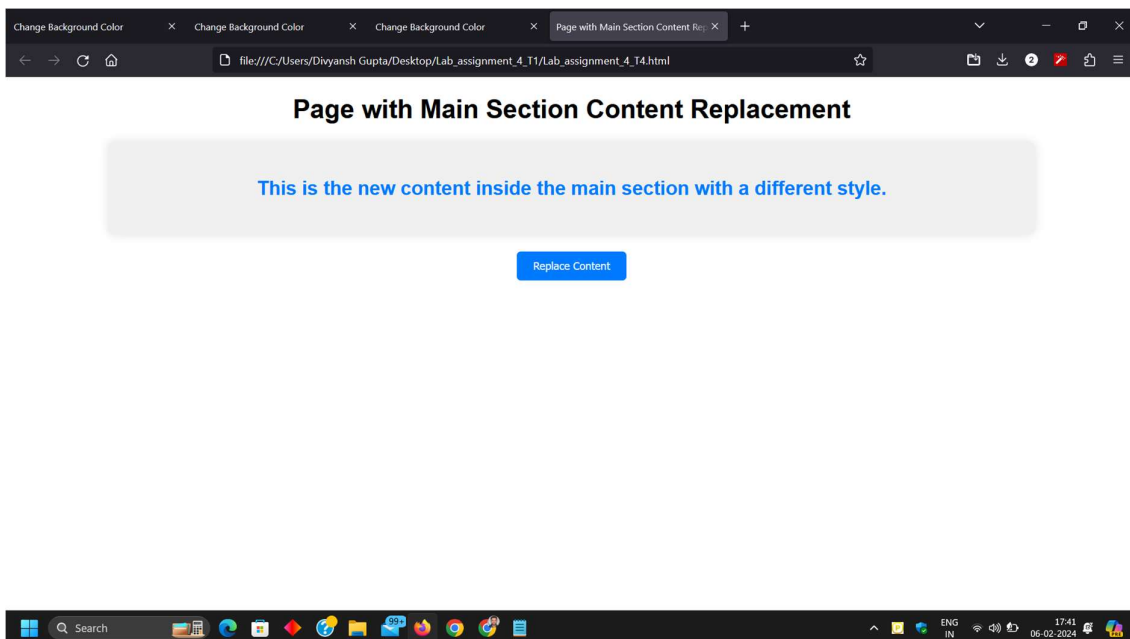 Change Background Color
Change Background Color
Change Background Color
Page with Main Section Content Rep
file:///C:/Users/Divyansh Gupta/Desktop/Lab_assignment_4_T1/Lab_assignment_4_T4.html
2
Page with Main Section Content Replacement
This is the new content inside the main section with a different style.
Replace Content
Search
99+
ENG
IN
17:41
06-02-2024